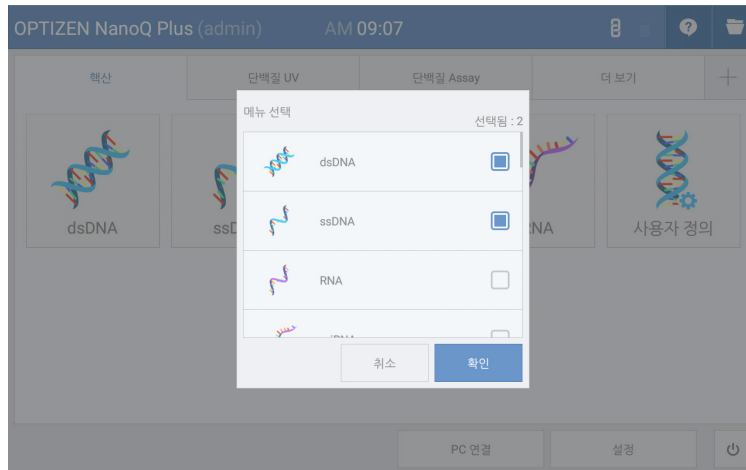 OPTIZEN NanoQ Plus (admin) AM 09:07
핵산 단백질 UV 단백질 Assay 더 보기
메뉴 선택
선택됨 : 2
dsDNA
ssDNA
RNA
dsDNA 사용자 정의
취소 확인
PC 연결 설정